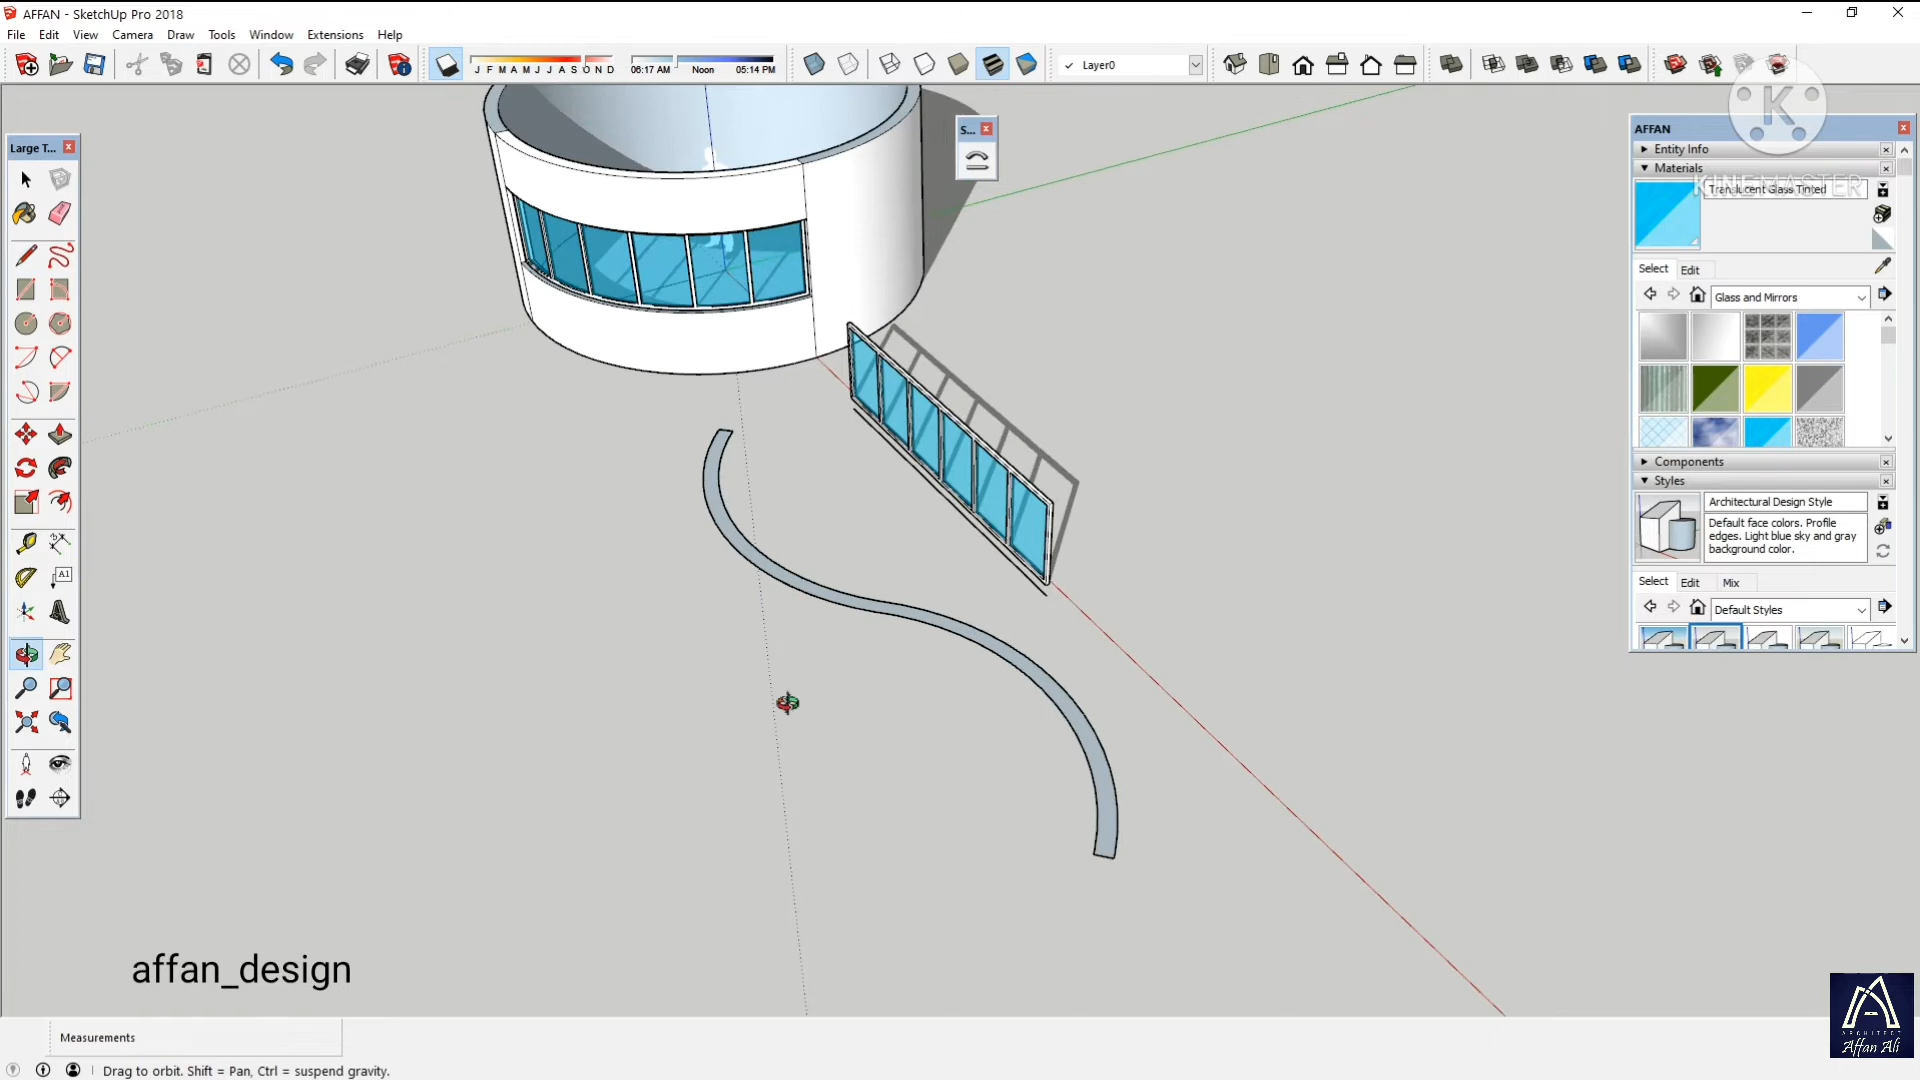 AFFAN - SketchUp Pro 2018
File Edit View Camera Draw Tools Window Extensions Help
J F M A M J J A S O N D
06:17 AM Noon 05:14 PM
Layer0
Large T...
S...
AFFAN
Entity Info
Materials
KINEMASTER
Translucent Glass Tinted
Select Edit
Glass and Mirrors
Components
Styles
Architectural Design Style
Default face colors. Profile
edges. Light blue sky and gray
background color.
Select Edit Mix
Default Styles
A1
K
affan_design
ARCHITECT
Affan Ali
Measurements
Drag to orbit. Shift = Pan, Ctrl = suspend gravity.